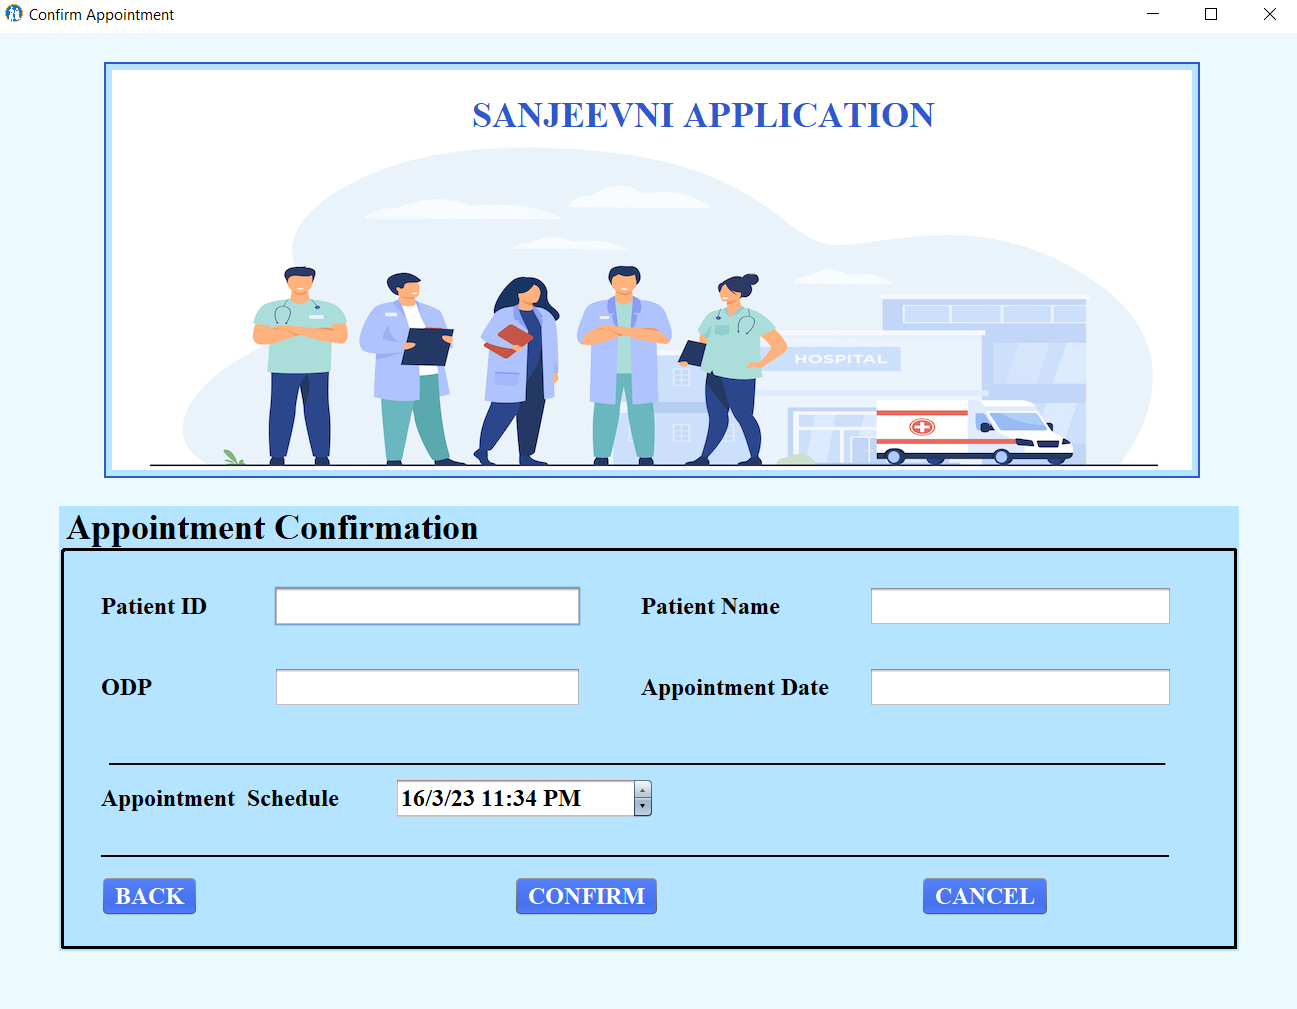 Confirm Appointment
SANJEEVNI APPLICATION
HOSPITAL
Appointment Confirmation
Patient ID
Patient Name
ODP
Appointment Date
Appointment Schedule
16/3/23 11:34 PM
BACK
CONFIRM
CANCEL